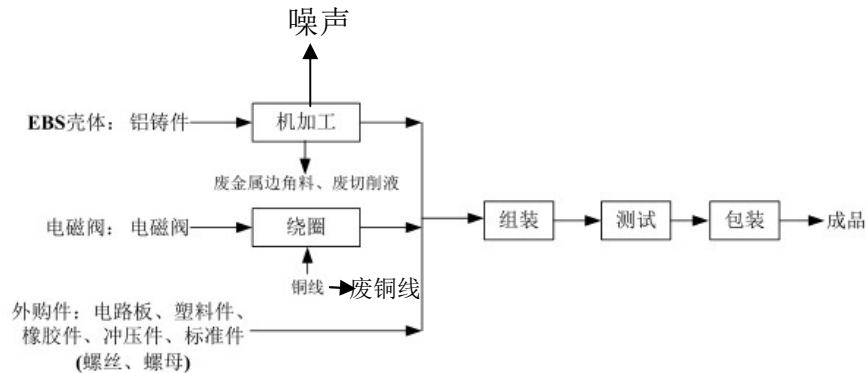 噪声
EBS壳体：铝铸件
机加工
废金属边角料、废切削液
电磁阀：电磁阀
绕圈
组装
测试
包装
成品
铜线
废铜线
外购件：电路板、塑料件、
橡胶件、冲压件、标准件
(螺丝、螺母)